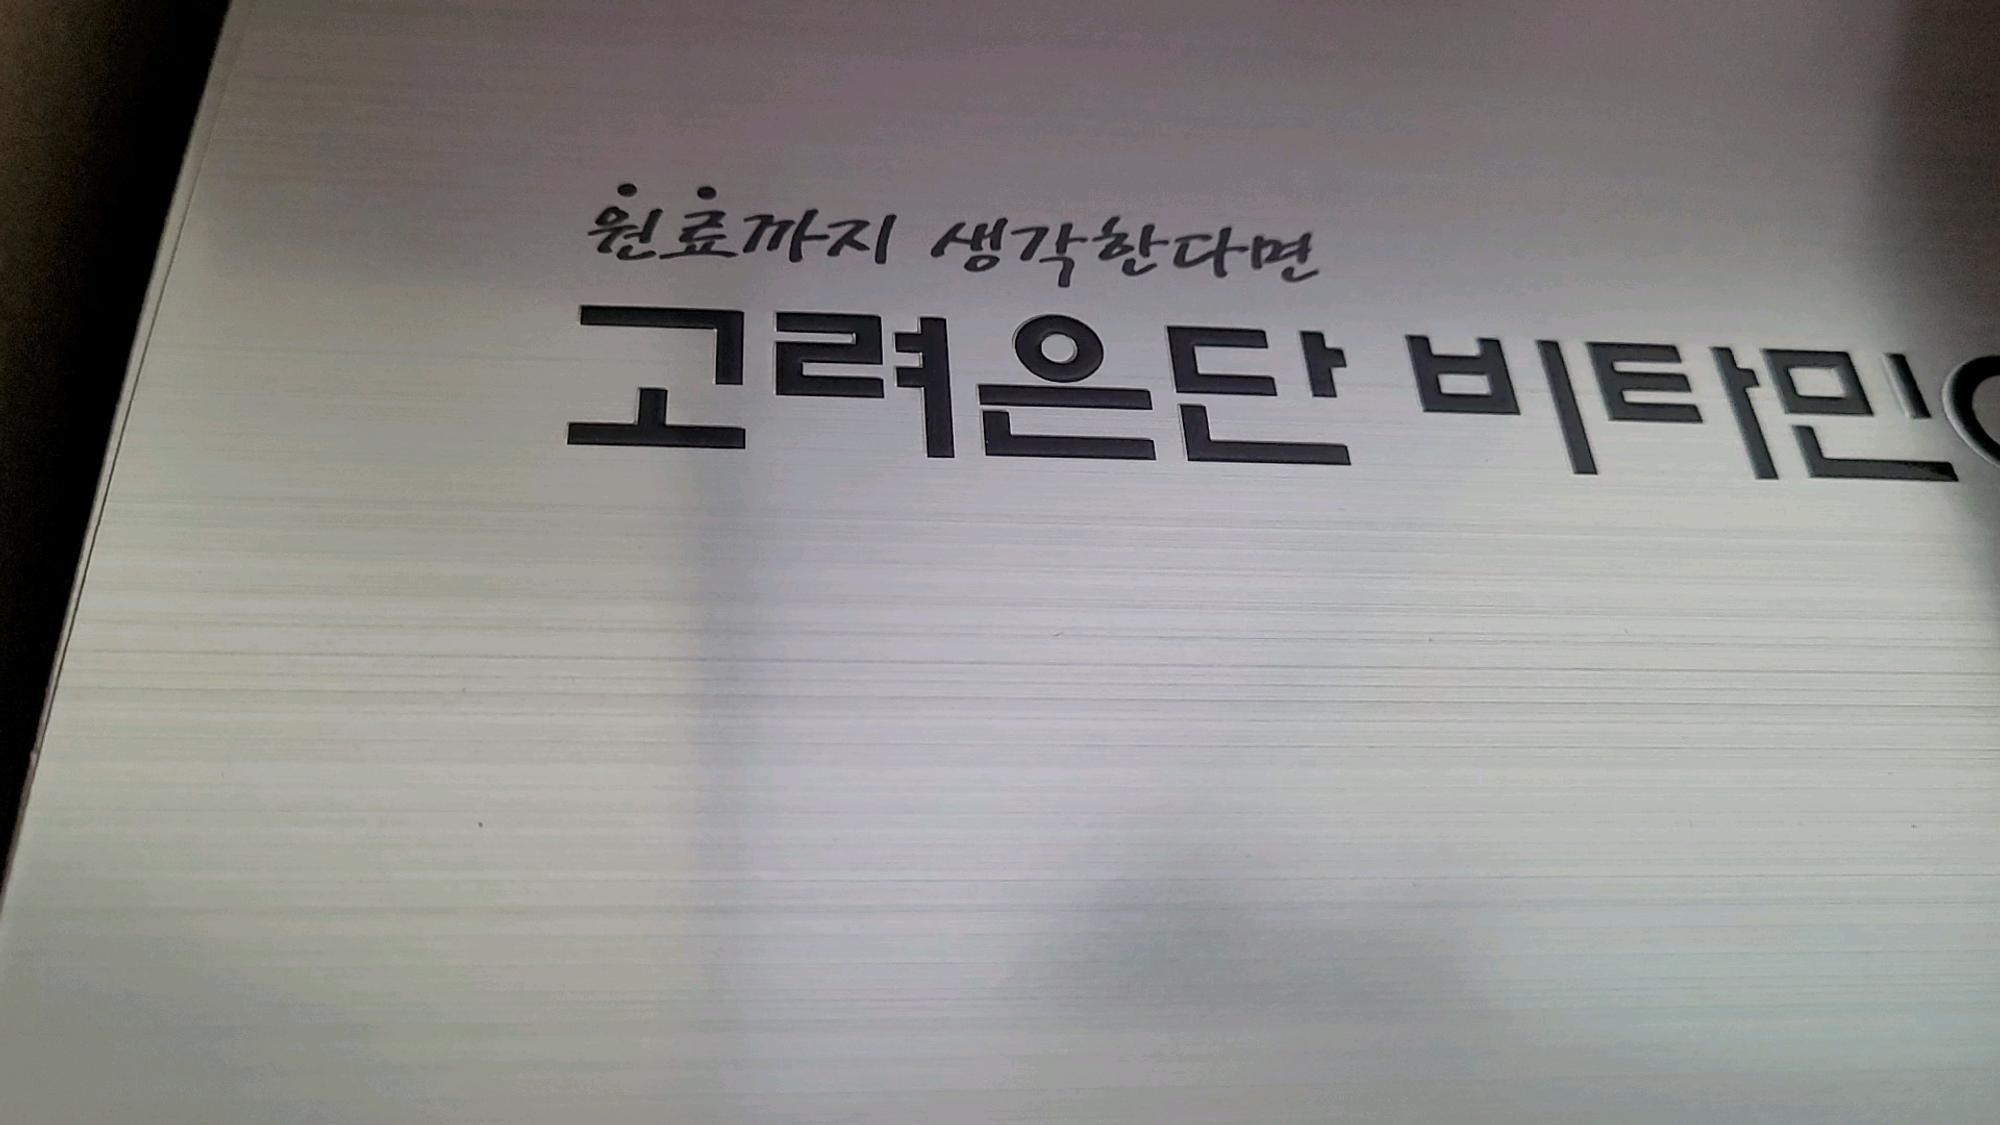 원료까지 생각한다면
고려은단 비타민